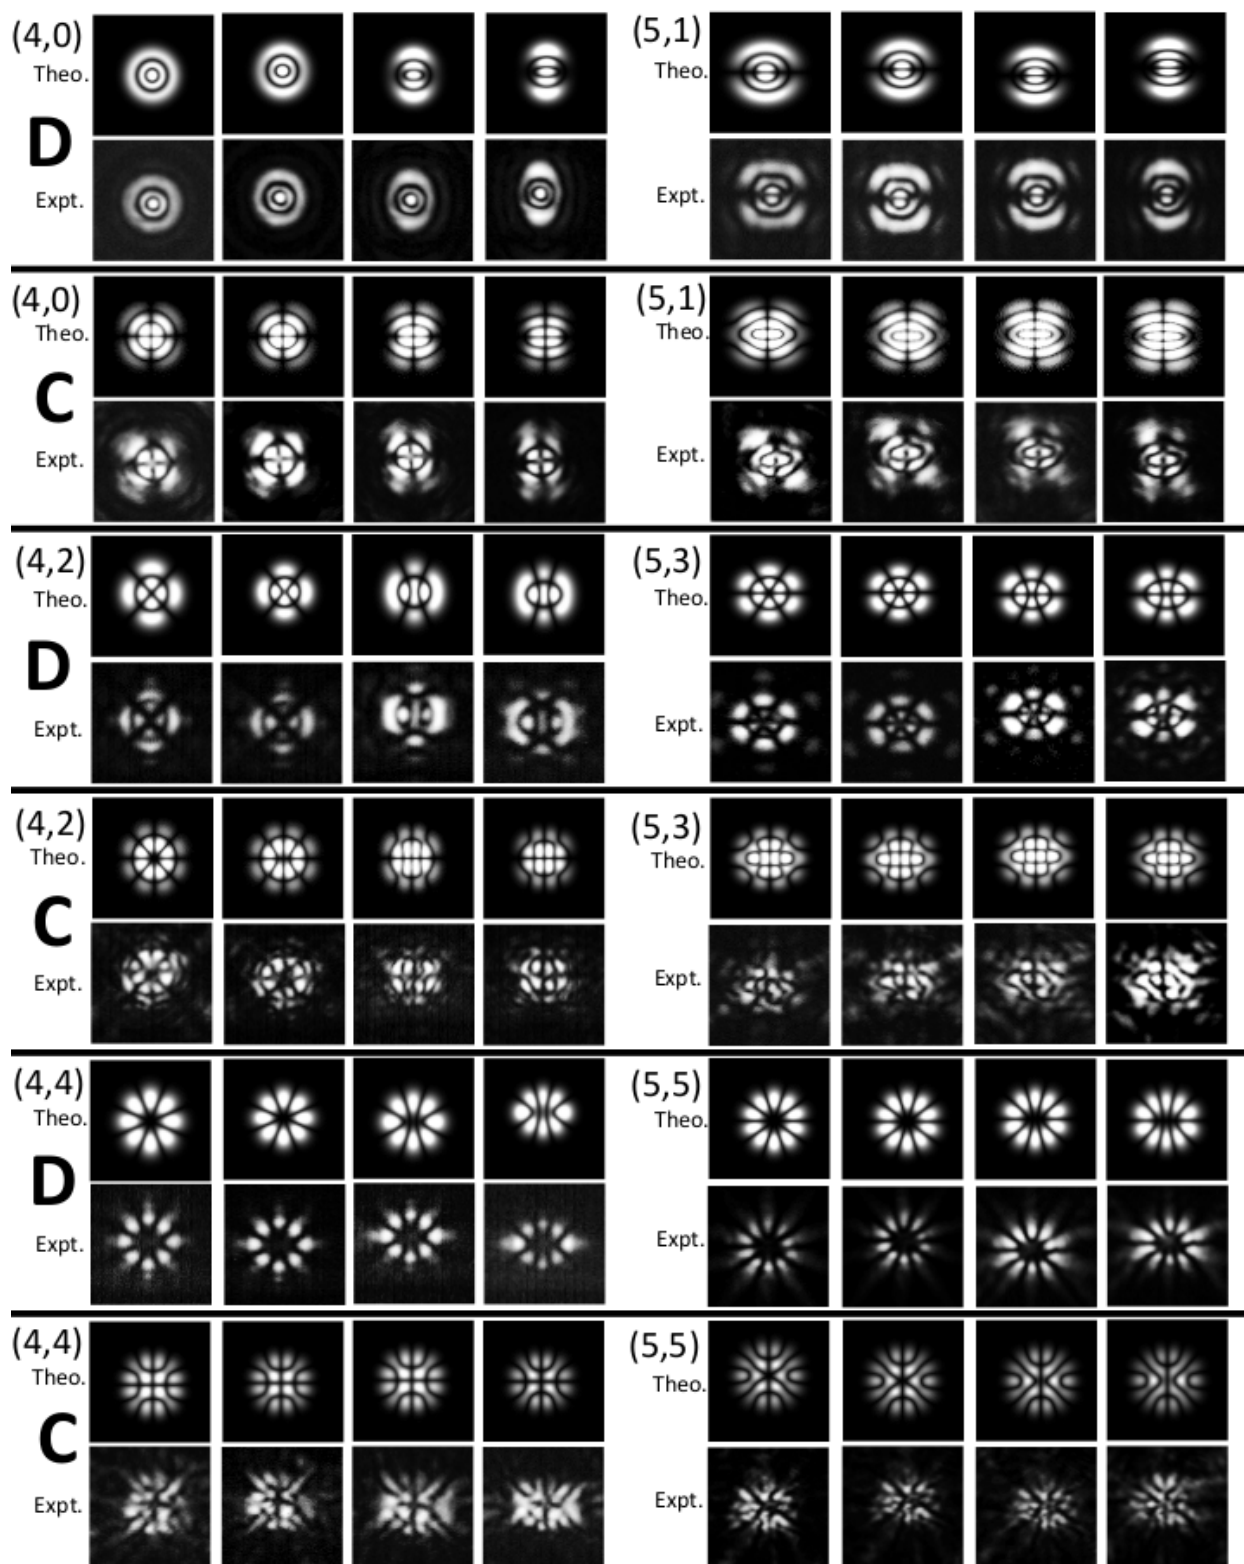 (4,0)
Theo.
D
Expt.
(5,1)
Theo.
Expt.
(4,0)
Theo.
C
Expt.
(5,1)
Theo.
Expt.
(4,2)
Theo.
D
Expt.
(5,3)
Theo.
Expt.
(4,2)
Theo.
C
Expt.
(5,3)
Theo.
Expt.
(4,4)
Theo.
D
Expt.
(5,5)
Theo.
Expt.
(4,4)
Theo.
C
Expt.
(5,5)
Theo.
Expt.